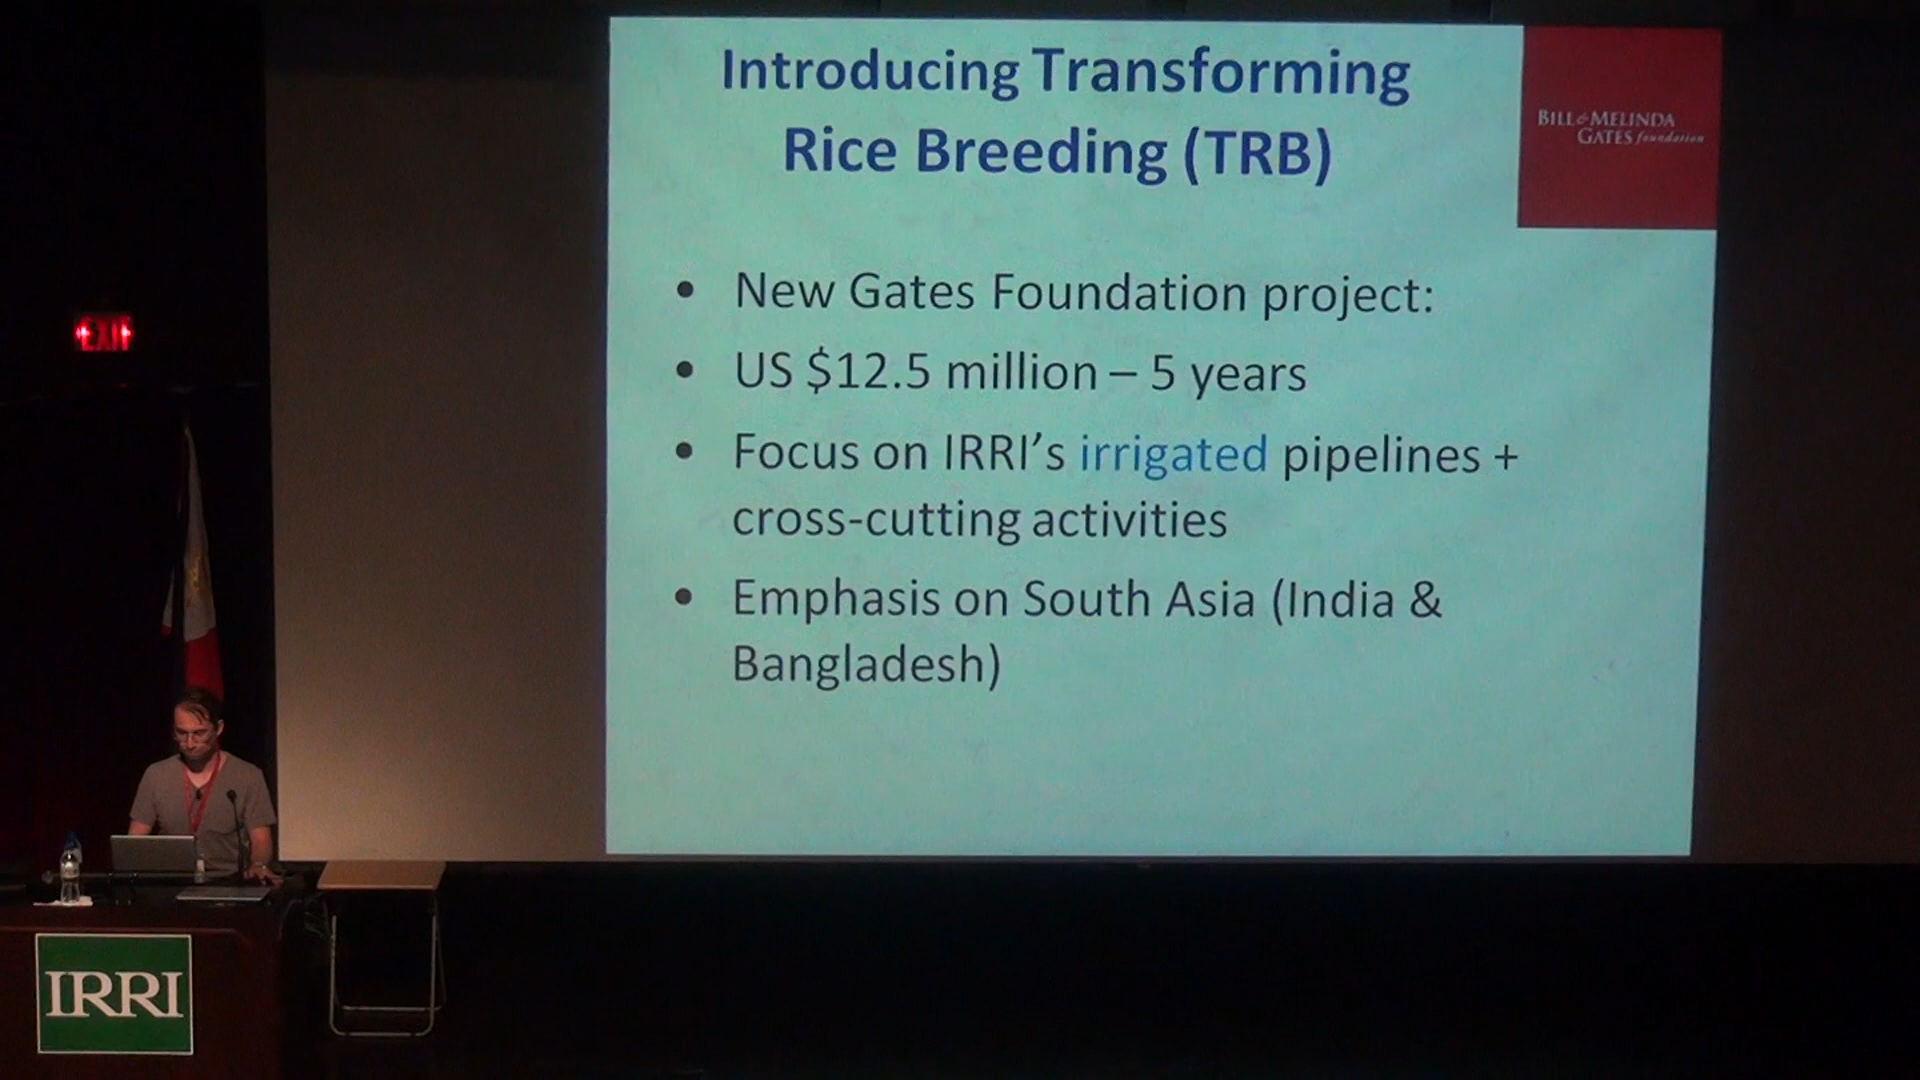 Introducing Transforming
Rice Breeding (TRB)
BILL & MELINDA
GATES foundation
• New Gates Foundation project:
• US $12.5 million – 5 years
• Focus on IRRI's irrigated pipelines +
cross-cutting activities
• Emphasis on South Asia (India &
Bangladesh)
EXIT
IRRI